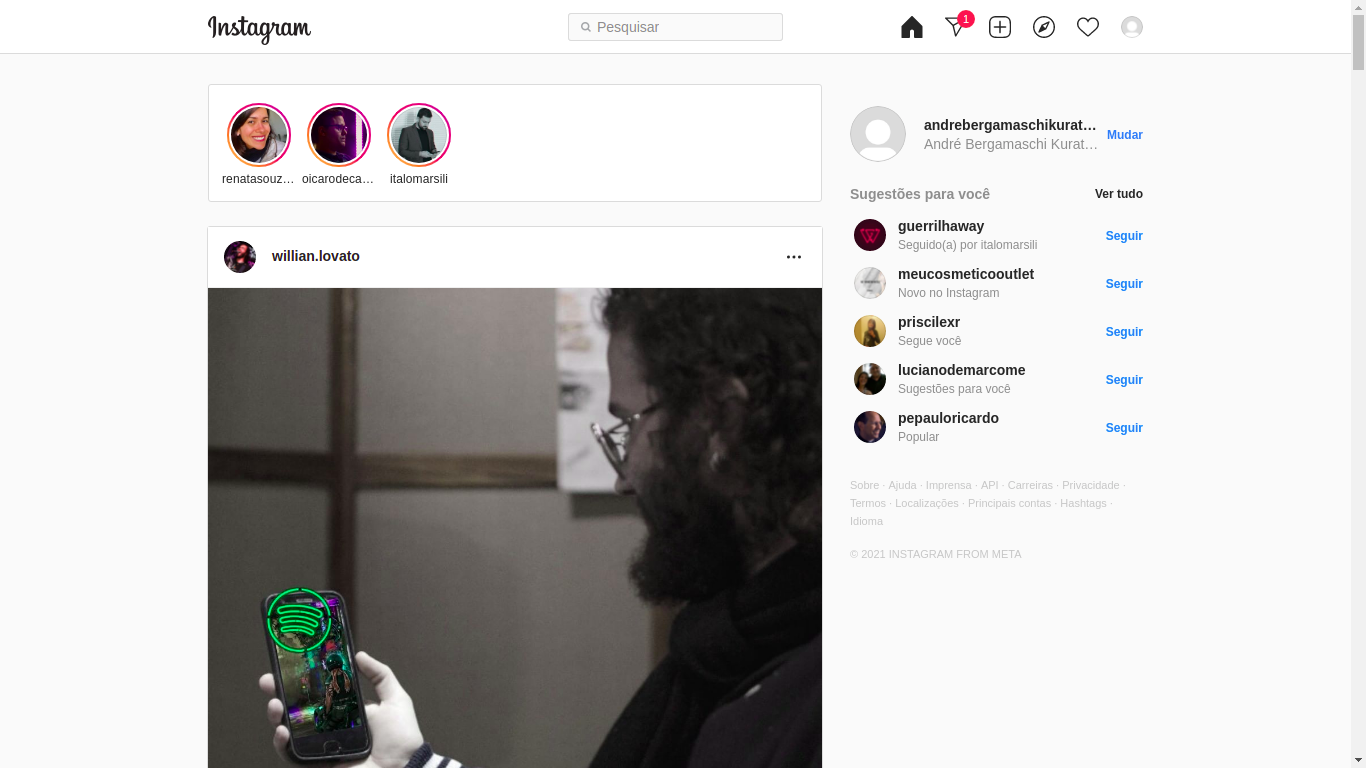 Instagram
Pesquisar
1
renatasouz…
oicarodeca…
italomarsili
willian.lovato
andrebergamaschikurat…
André Bergamaschi Kurat…
Mudar
Sugestões para você
Ver tudo
guerrilhaway
Seguido(a) por italomarsili
Seguir
meucosmeticooutlet
Novo no Instagram
Seguir
priscilexr
Segue você
Seguir
lucianodemarcome
Sugestões para você
Seguir
pepauloricardo
Popular
Seguir
Sobre · Ajuda · Imprensa · API · Carreiras · Privacidade ·
Termos · Localizações · Principais contas · Hashtags ·
Idioma
© 2021 INSTAGRAM FROM META